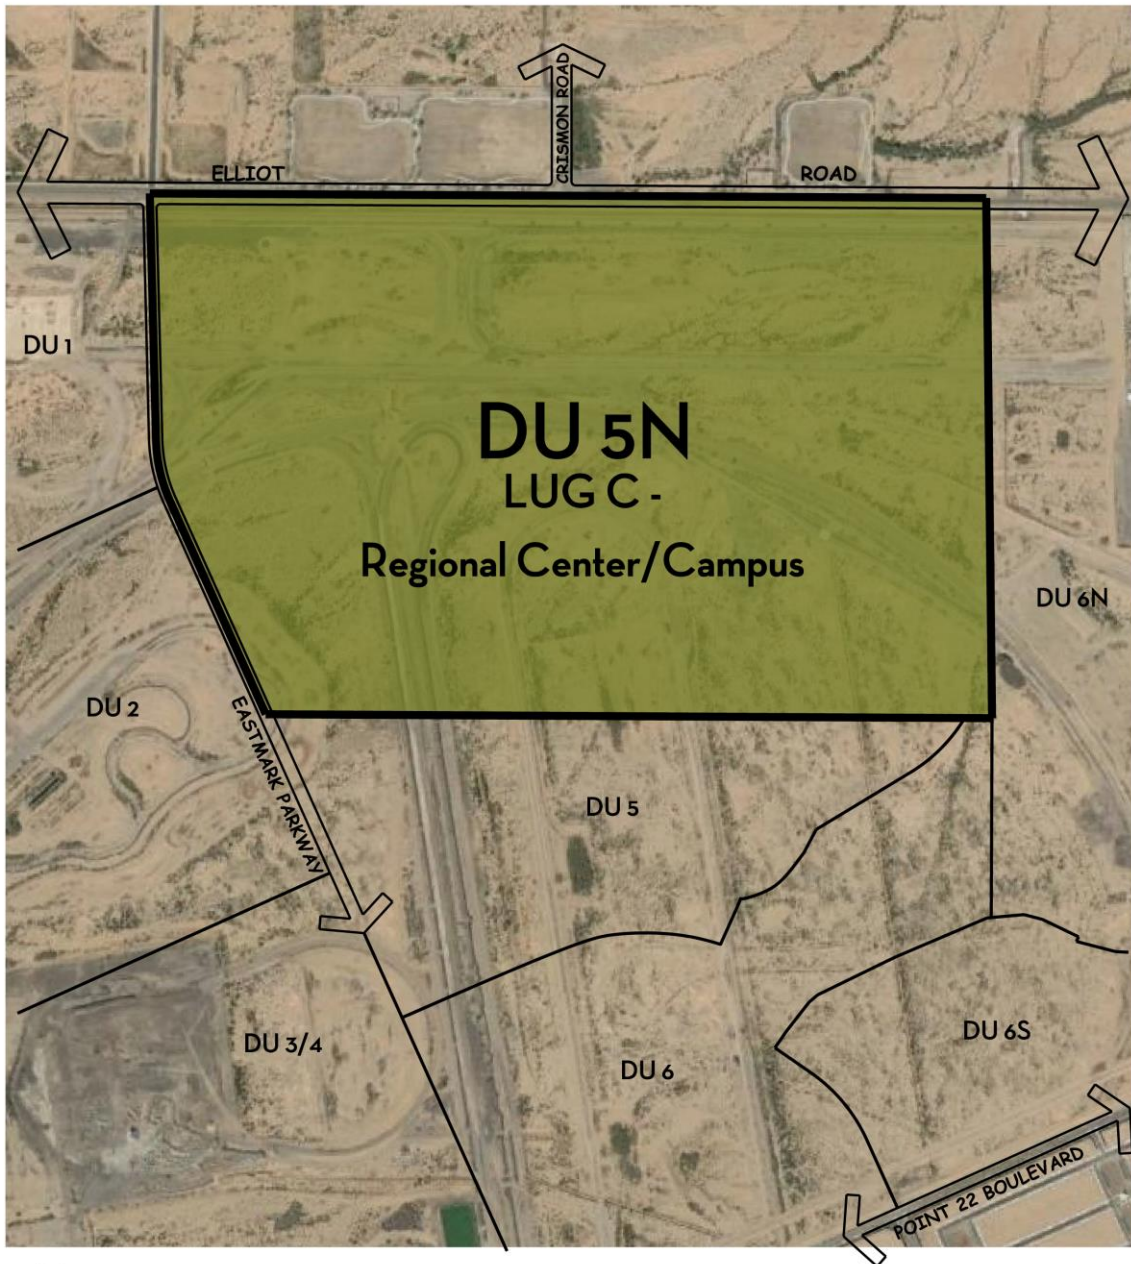 CRISMON ROAD
ELLIOT
ROAD
DU 1
DU 5N
LUG C -
Regional Center/Campus
DU 6N
DU 2
EASTMARK PARKWAY
DU 5
DU 3/4
DU 6
DU 6S
POINT 22 BOULEVARD